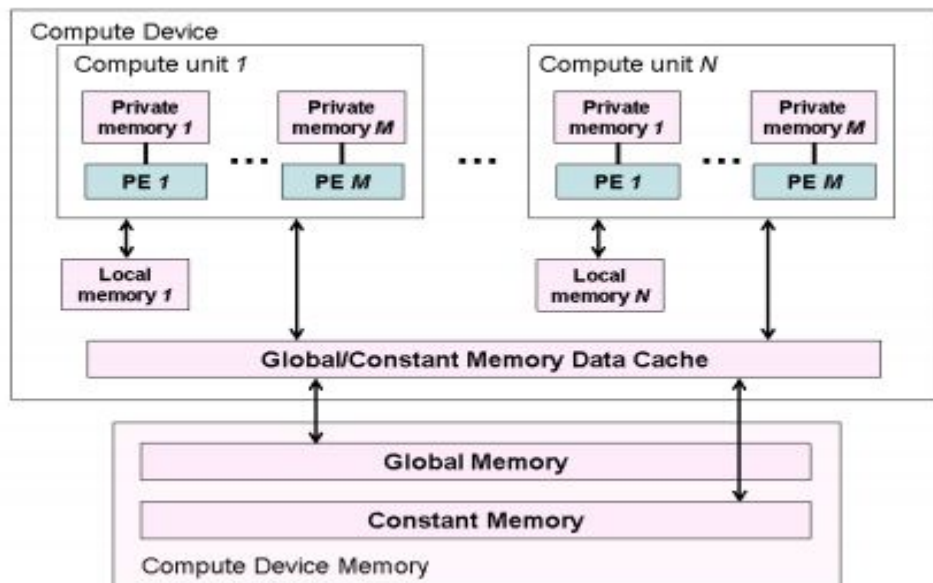 Compute Device
Compute unit 1
Compute unit N
Private
memory 1
Private
memory M
Private
memory 1
Private
memory M
...
...
...
PE 1
PE M
PE 1
PE M
Local
memory 1
Local
memory N
Global/Constant Memory Data Cache
Global Memory
Constant Memory
Compute Device Memory